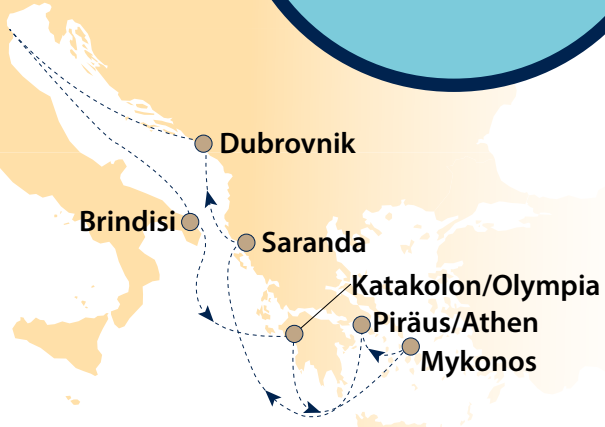 Dubrovnik
Brindisi
Saranda
Katakolon/Olympia
Piräus/Athen
Mykonos